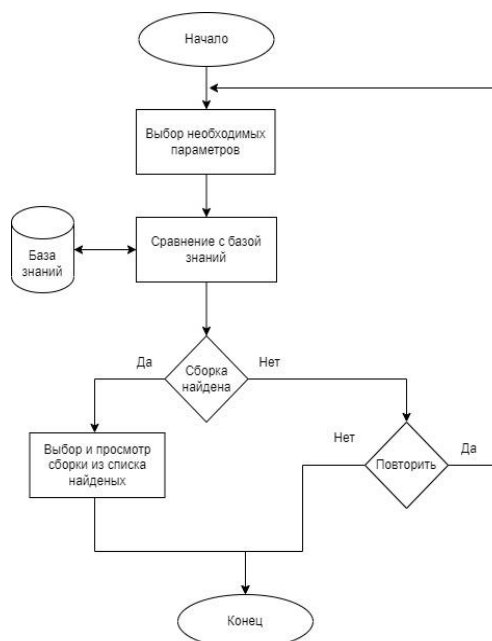 Начало
Выбор необходимых
параметров
База
знаний
Сравнение с базой
знаний
Да
Сборка
найдена
Нет
Выбор и просмотр
сборки из списка
найденых
Нет
Повторить
Да
Конец